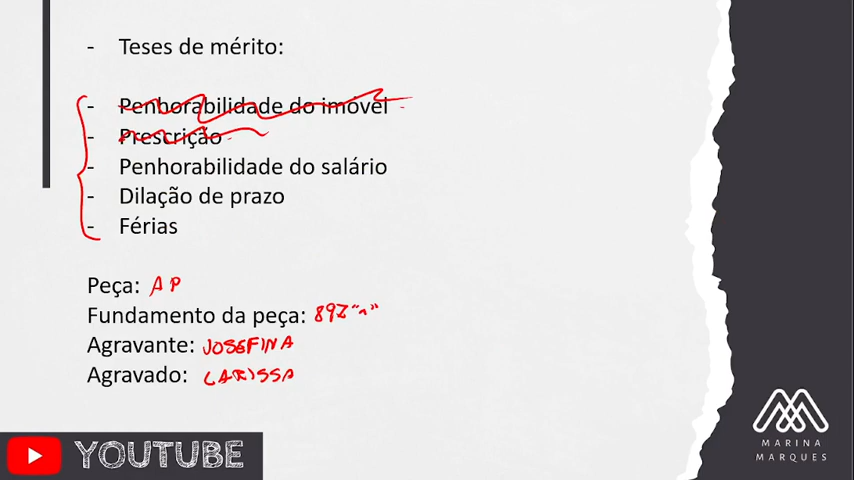 - Teses de mérito:
- Penhorabilidade do imóvel
- Prescrição
- Penhorabilidade do salário
- Dilação de prazo
- Férias
Peça: AP
Fundamento da peça: 897 "a"
Agravante: JOSEFINA
Agravado: LARISSA
YOUTUBE
MARINA
MARQUES